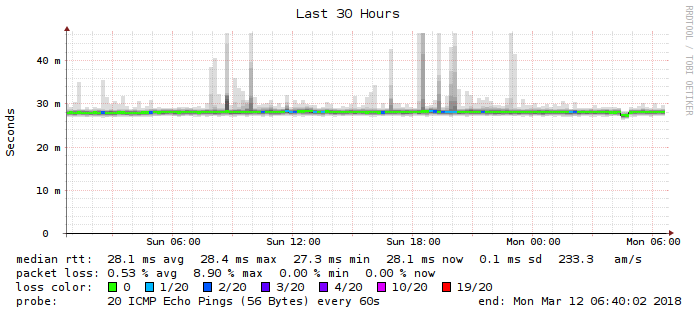 Last 30 Hours
RRDTOOL / TOBI OETIKER
Seconds
40 m
30 m
20 m
10 m
0
Sun 06:00 Sun 12:00 Sun 18:00 Mon 00:00 Mon 06:00
median rtt: 28.1 ms avg 28.4 ms max 27.3 ms min 28.1 ms now 0.1 ms sd 233.3 am/s
packet loss: 0.53 % avg 8.90 % max 0.00 % min 0.00 % now
loss color: 0 1/20 2/20 3/20 4/20 10/20 19/20
probe: 20 ICMP Echo Pings (56 Bytes) every 60s end: Mon Mar 12 06:40:02 2018